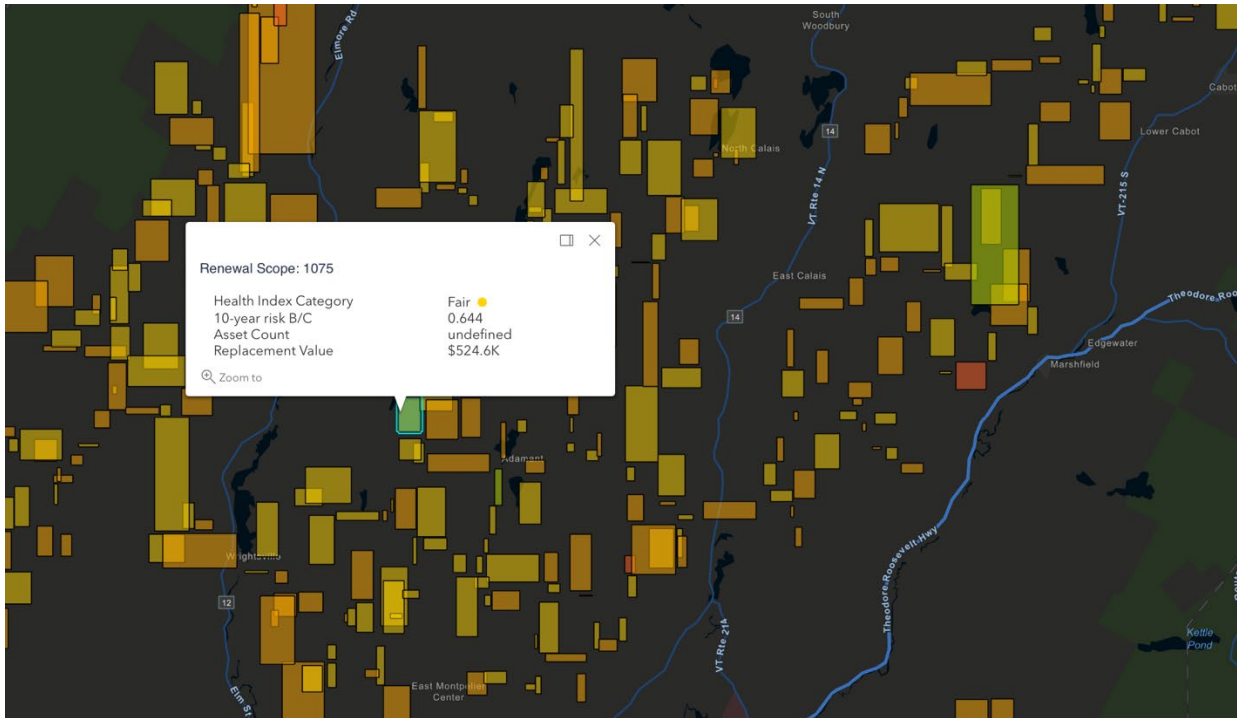 South
Woodbury
Elmore Rd
Cabot
14
Lower Cabot
North Calais
VT-215 S
VT Rte 14 N
Renewal Scope: 1075
East Calais
Health Index Category Fair
10-year risk B/C 0.644
Asset Count undefined
Replacement Value $524.6K
Zoom to
14
Edgewater
Marshfield
Adamant
Theodore Roosevelt Hwy
12
VT Rte 214
Kettle
Pond
East Montpelier
Center
Elm St